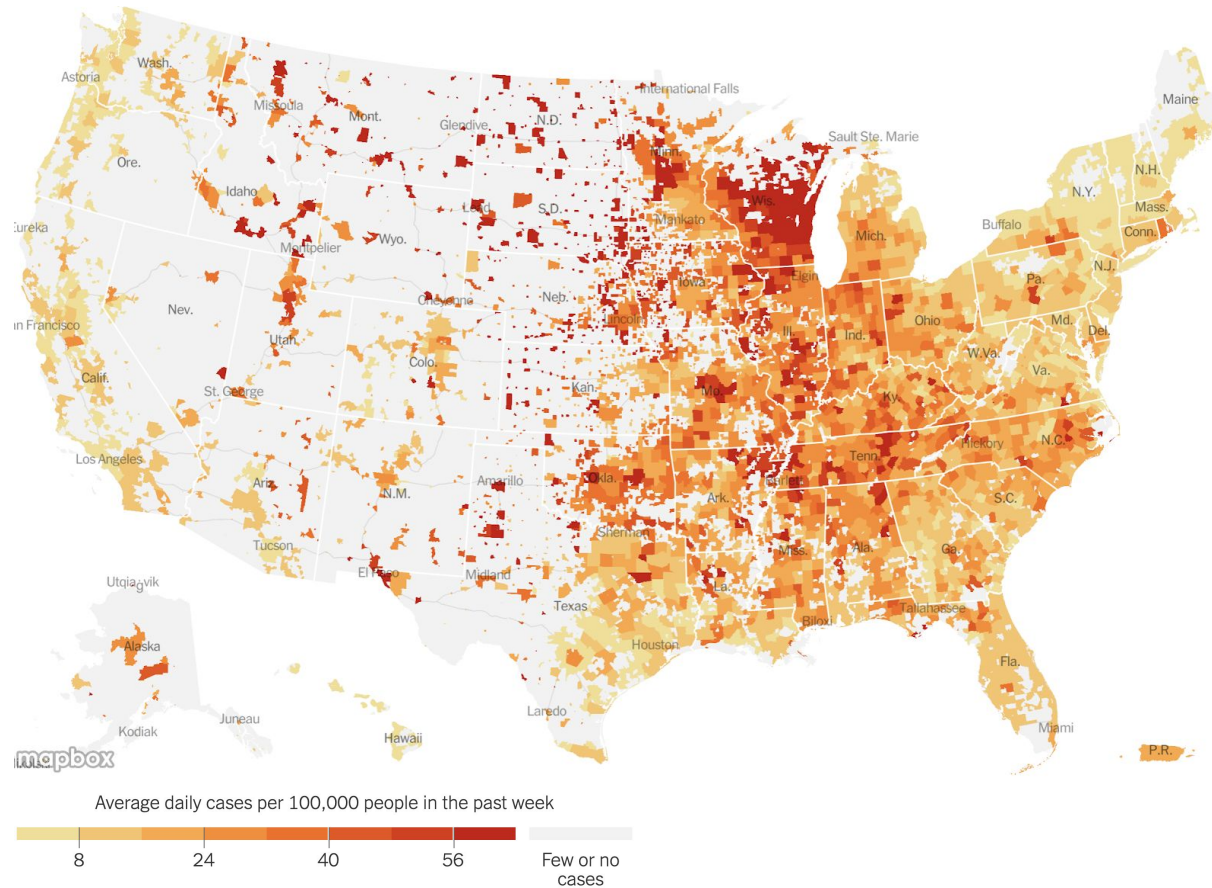 Wash.
Astoria
Missoula
Mont.
Glendive
N.D.
International Falls
Minn.
Sault Ste. Marie
Maine
Ore.
Idaho
S.D.
Wis.
Mankato
Mich.
N.Y.
N.H.
Mass.
Conn.
Buffalo
Montpelier
Wyo.
Nev.
Cheyenne
Neb.
Iowa
Elgin
Pa.
N.J.
Utah
Colo.
Lincoln
Ill.
Ind.
Ohio
Md.
Del.
W.Va.
Va.
Calif.
St. George
Kan.
Mo.
Ky.
Los Angeles
Ariz.
N.M.
Amarillo
Okla.
Ark.
Tenn.
Hickory
N.C.
S.C.
Tucson
El Paso
Midland
Sherman
Texas
La.
Miss.
Ala.
Ga.
Utqiagvik
Alaska
Houston
Biloxi
Tallahassee
Fla.
Laredo
Miami
Juneau
Kodiak
Hawaii
P.R.
mapbox
Average daily cases per 100,000 people in the past week
8 24 40 56 Few or no
cases